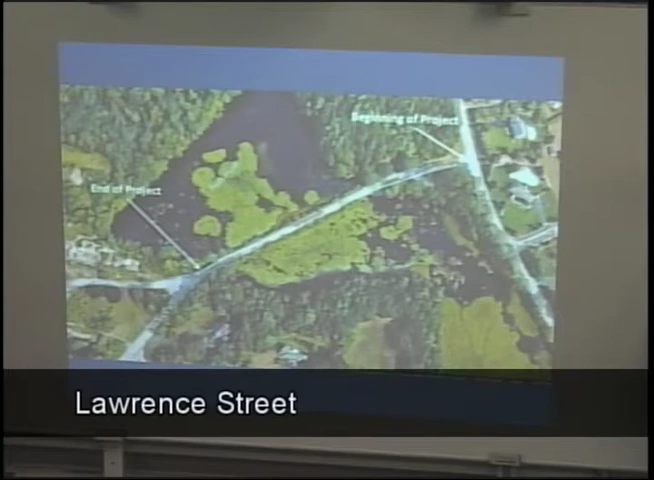 Beginning of Project
End of Project
Lawrence Street